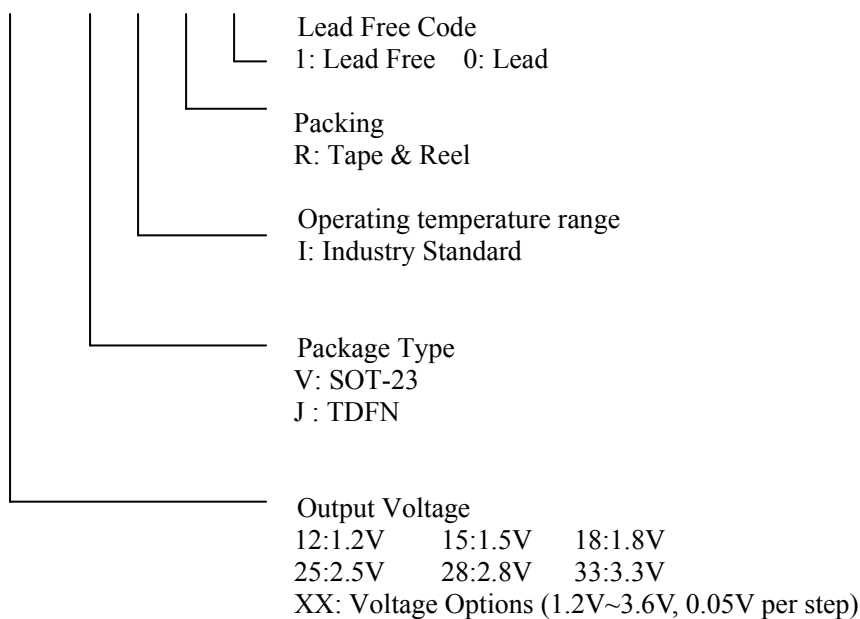 Lead Free Code
1: Lead Free 0: Lead
Packing
R: Tape & Reel
Operating temperature range
I: Industry Standard
Package Type
V: SOT-23
J : TDFN
Output Voltage
12:1.2V 15:1.5V 18:1.8V
25:2.5V 28:2.8V 33:3.3V
XX: Voltage Options (1.2V~3.6V, 0.05V per step)